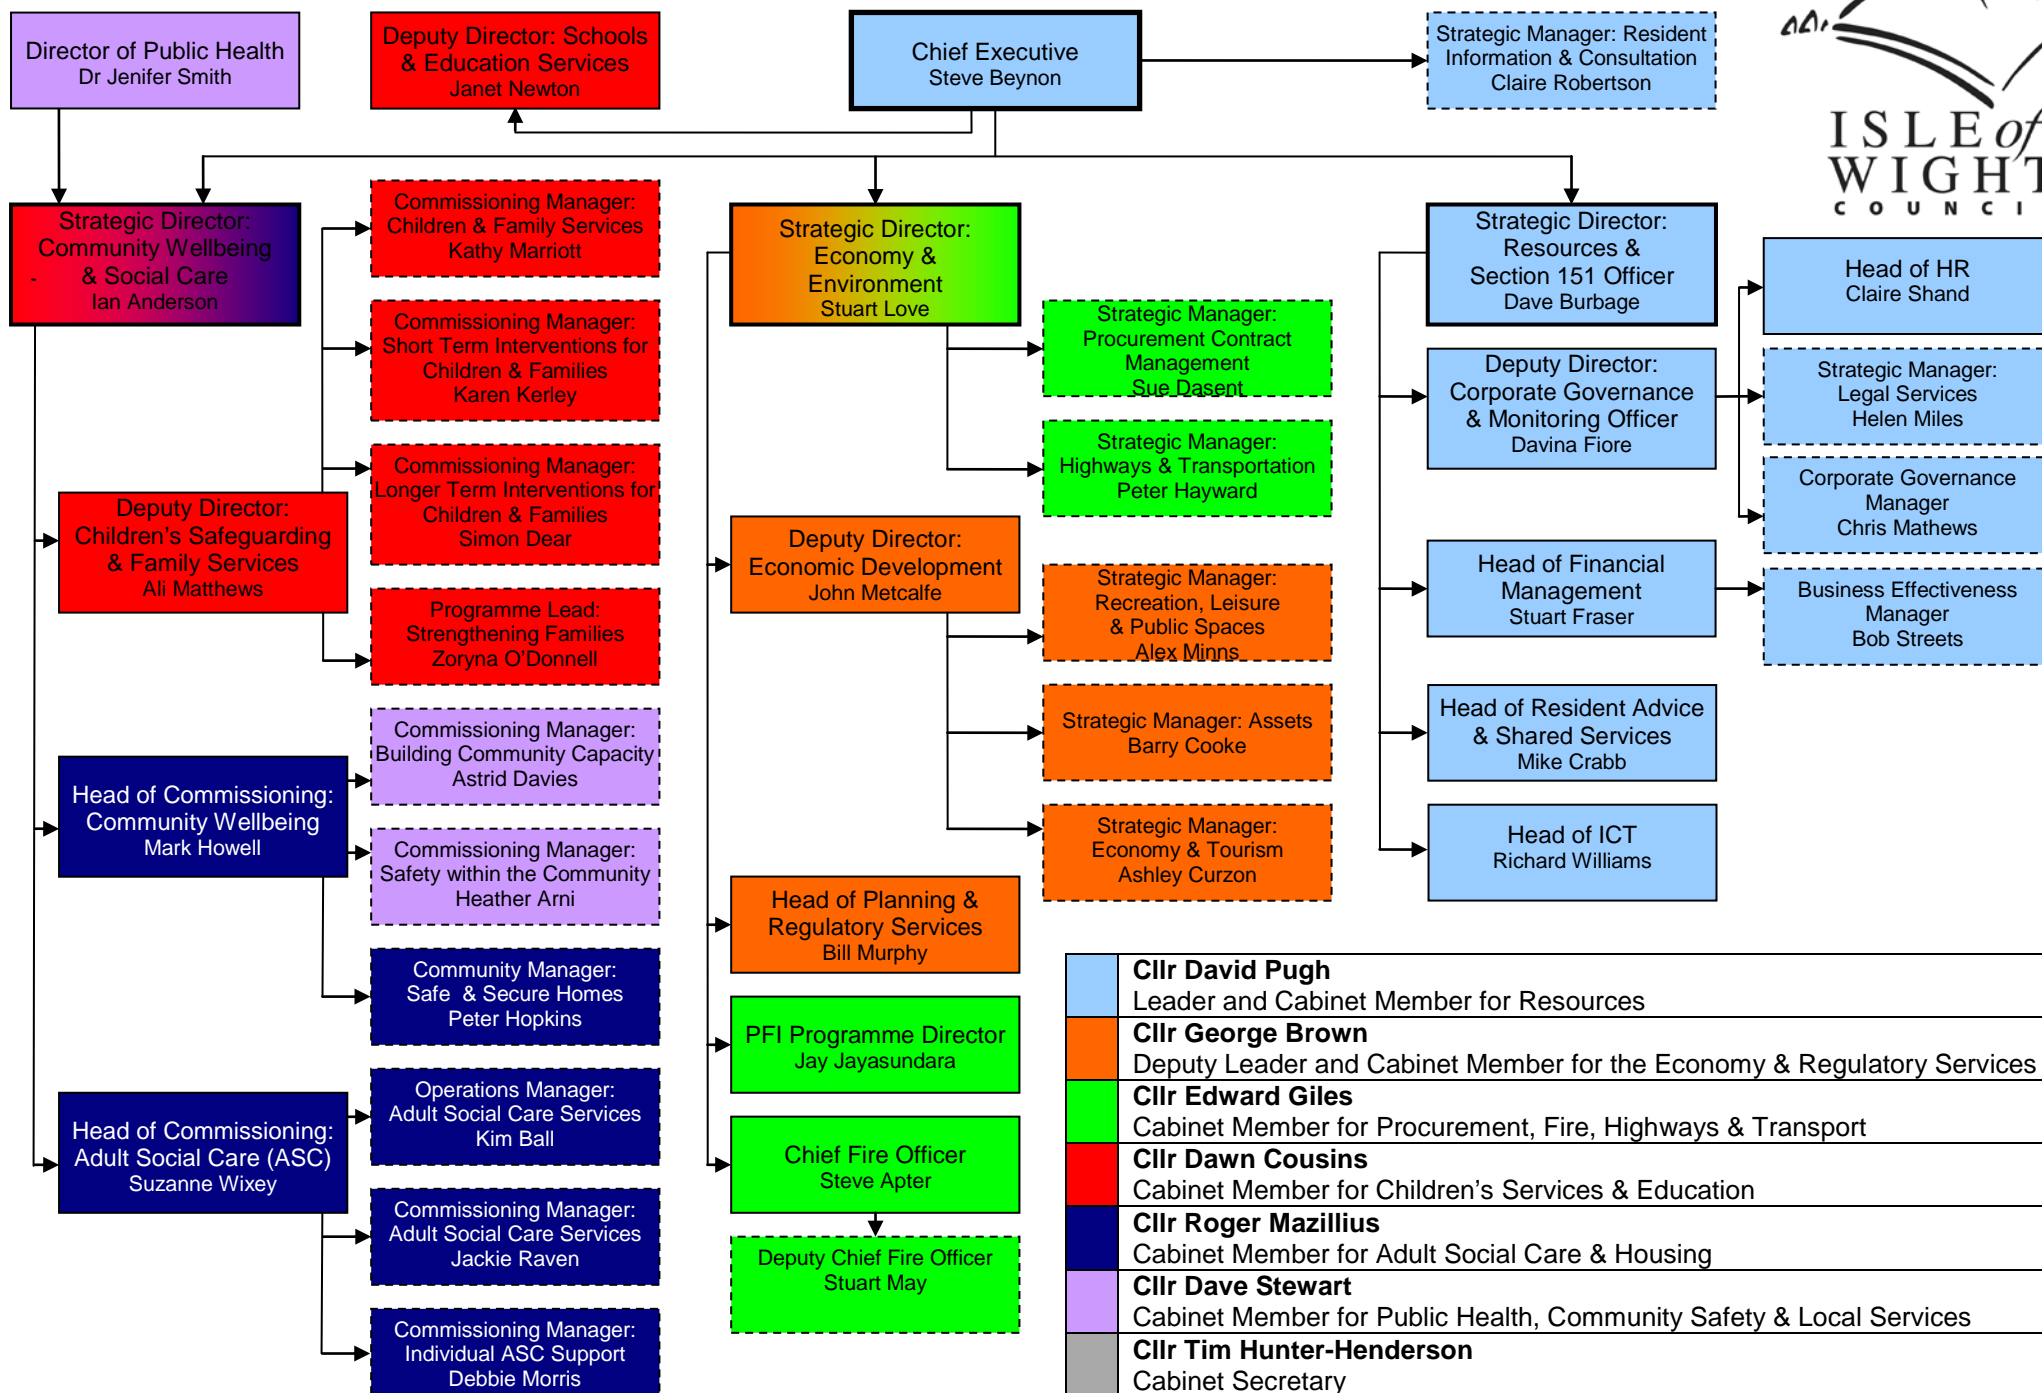 Director of Public Health
Dr Jenifer Smith
Deputy Director: Schools
& Education Services
Janet Newton
Chief Executive
Steve Beynon
Strategic Manager: Resident
Information & Consultation
Claire Robertson
ISLE of
WIGHT
COUNCI
Strategic Director:
Community Wellbeing
& Social Care
Ian Anderson
Commissioning Manager:
Children & Family Services
Kathy Marriott
Commissioning Manager:
Short Term Interventions for
Children & Families
Karen Kerley
Commissioning Manager:
Longer Term Interventions for
Children & Families
Simon Dear
Deputy Director:
Children's Safeguarding
& Family Services
Ali Matthews
Programme Lead:
Strengthening Families
Zoryna O'Donnell
Commissioning Manager:
Building Community Capacity
Astrid Davies
Head of Commissioning:
Community Wellbeing
Mark Howell
Commissioning Manager:
Safety within the Community
Heather Arni
Community Manager:
Safe & Secure Homes
Peter Hopkins
Operations Manager:
Adult Social Care Services
Kim Ball
Head of Commissioning:
Adult Social Care (ASC)
Suzanne Wixey
Commissioning Manager:
Adult Social Care Services
Jackie Raven
Commissioning Manager:
Individual ASC Support
Debbie Morris
Strategic Director:
Economy &
Environment
Stuart Love
Strategic Manager:
Procurement Contract
Management
Sue Dasent
Strategic Manager:
Highways & Transportation
Peter Hayward
Deputy Director:
Economic Development
John Metcalfe
Strategic Manager:
Recreation, Leisure
& Public Spaces
Alex Minns
Strategic Manager: Assets
Barry Cooke
Strategic Manager:
Economy & Tourism
Ashley Curzon
Head of Planning &
Regulatory Services
Bill Murphy
PFI Programme Director
Jay Jayasundara
Chief Fire Officer
Steve Apter
Deputy Chief Fire Officer
Stuart May
Strategic Director:
Resources &
Section 151 Officer
Dave Burbage
Head of HR
Claire Shand
Deputy Director:
Corporate Governance
& Monitoring Officer
Davina Fiore
Strategic Manager:
Legal Services
Helen Miles
Corporate Governance
Manager
Chris Mathews
Head of Financial
Management
Stuart Fraser
Business Effectiveness
Manager
Bob Streets
Head of Resident Advice
& Shared Services
Mike Crabb
Head of ICT
Richard Williams
Cllr David Pugh
Leader and Cabinet Member for Resources
Cllr George Brown
Deputy Leader and Cabinet Member for the Economy & Regulatory Services
Cllr Edward Giles
Cabinet Member for Procurement, Fire, Highways & Transport
Cllr Dawn Cousins
Cabinet Member for Children's Services & Education
Cllr Roger Mazillius
Cabinet Member for Adult Social Care & Housing
Cllr Dave Stewart
Cabinet Member for Public Health, Community Safety & Local Services
Cllr Tim Hunter-Henderson
Cabinet Secretary